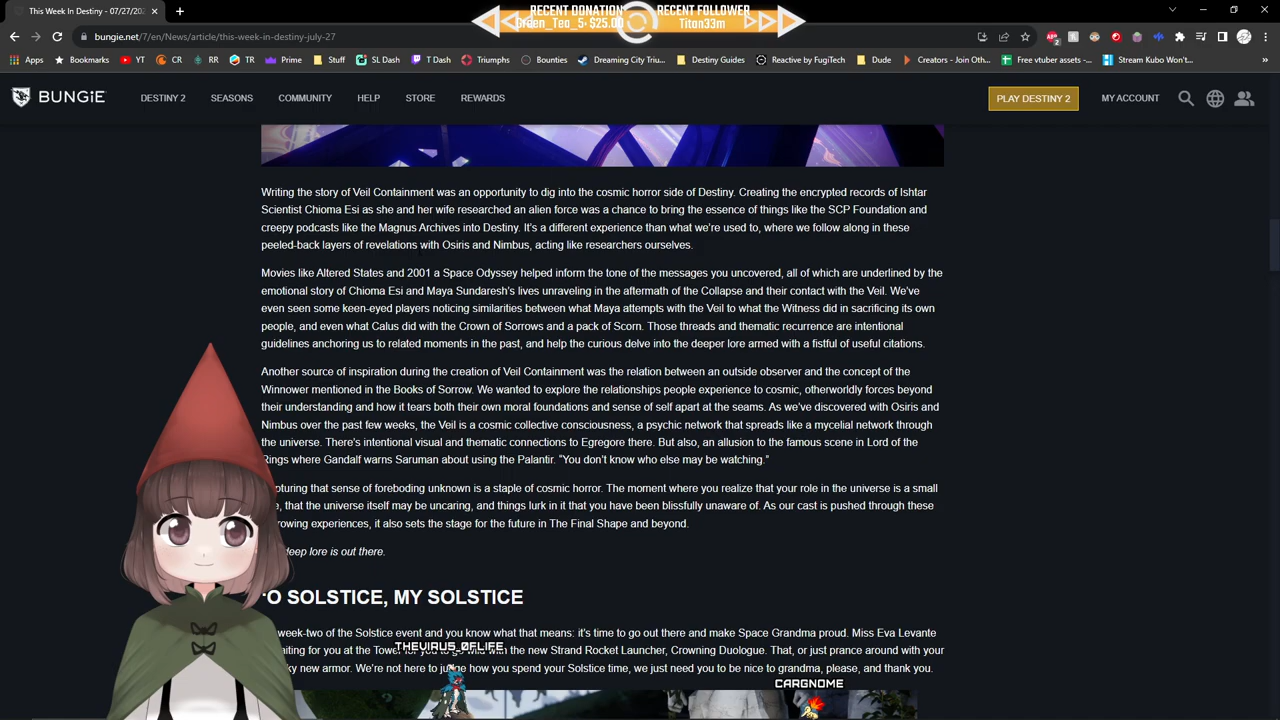 This Week In Destiny - 07/27/202
RECENT DONATION
Green_Tea_5: $25.00
RECENT FOLLOWER
Titan33m
bungie.net/7/en/News/article/this-week-in-destiny-july-27
Apps Bookmarks YT CR RR TR Prime Stuff SL Dash T Dash Triumphs Bounties Dreaming City Triu... Destiny Guides Reactive by FugiTech Dude Creators - Join Oth... Free vtuber assets -... Stream Kubo Won't... »
BUNGiE DESTINY 2 SEASONS COMMUNITY HELP STORE REWARDS PLAY DESTINY 2 MY ACCOUNT
Writing the story of Veil Containment was an opportunity to dig into the cosmic horror side of Destiny. Creating the encrypted records of Ishtar
Scientist Chioma Esi as she and her wife researched an alien force was a chance to bring the essence of things like the SCP Foundation and
creepy podcasts like the Magnus Archives into Destiny. It's a different experience than what we're used to, where we follow along in these
peeled-back layers of revelations with Osiris and Nimbus, acting like researchers ourselves.
Movies like Altered States and 2001 a Space Odyssey helped inform the tone of the messages you uncovered, all of which are underlined by the
emotional story of Chioma Esi and Maya Sundaresh's lives unraveling in the aftermath of the Collapse and their contact with the Veil. We've
even seen some keen-eyed players noticing similarities between what Maya attempts with the Veil to what the Witness did in sacrificing its own
people, and even what Calus did with the Crown of Sorrows and a pack of Scorn. Those threads and thematic recurrence are intentional
guidelines anchoring us to related moments in the past, and help the curious delve into the deeper lore armed with a fistful of useful citations.
Another source of inspiration during the creation of Veil Containment was the relation between an outside observer and the concept of the
Winnower mentioned in the Books of Sorrow. We wanted to explore the relationships people experience to cosmic, otherworldly forces beyond
their understanding and how it tears both their own moral foundations and sense of self apart at the seams. As we've discovered with Osiris and
Nimbus over the past few weeks, the Veil is a cosmic collective consciousness, a psychic network that spreads like a mycelial network through
the universe. There's intentional visual and thematic connections to Egregore there. But also, an allusion to the famous scene in Lord of the
Rings where Gandalf warns Saruman about using the Palantir. "You don't know who else may be watching."
pturing that sense of foreboding unknown is a staple of cosmic horror. The moment where you realize that your role in the universe is a small
e, that the universe itself may be uncaring, and things lurk in it that you have been blissfully unaware of. As our cast is pushed through these
rowing experiences, it also sets the stage for the future in The Final Shape and beyond.
deep lore is out there.
TO SOLSTICE, MY SOLSTICE
week-two of the Solstice event and you know what that means: it's time to go out there and make Space Grandma proud. Miss Eva Levante
aiting for you at the Tower for you to go wild with the new Strand Rocket Launcher, Crowning Duologue. That, or just prance around with your
ky new armor. We're not here to judge how you spend your Solstice time, we just need you to be nice to grandma, please, and thank you.
THEVIRUS_0FLIFE
CARGNOME